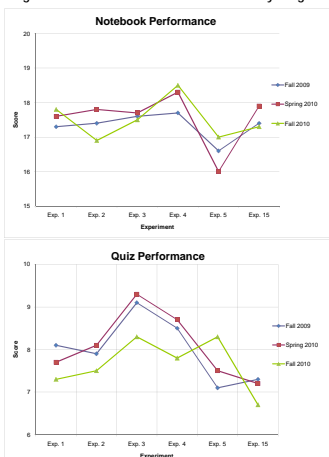 Notebook Performance
20
19
18
17
16
15
Score
Exp. 1 Exp. 2 Exp. 3 Exp. 4 Exp. 5 Exp. 15
Experiment
Fall 2009
Spring 2010
Fall 2010
Quiz Performance
10
9
8
7
6
Score
Exp. 1 Exp. 2 Exp. 3 Exp. 4 Exp. 5 Exp. 15
Experiment
Fall 2009
Spring 2010
Fall 2010